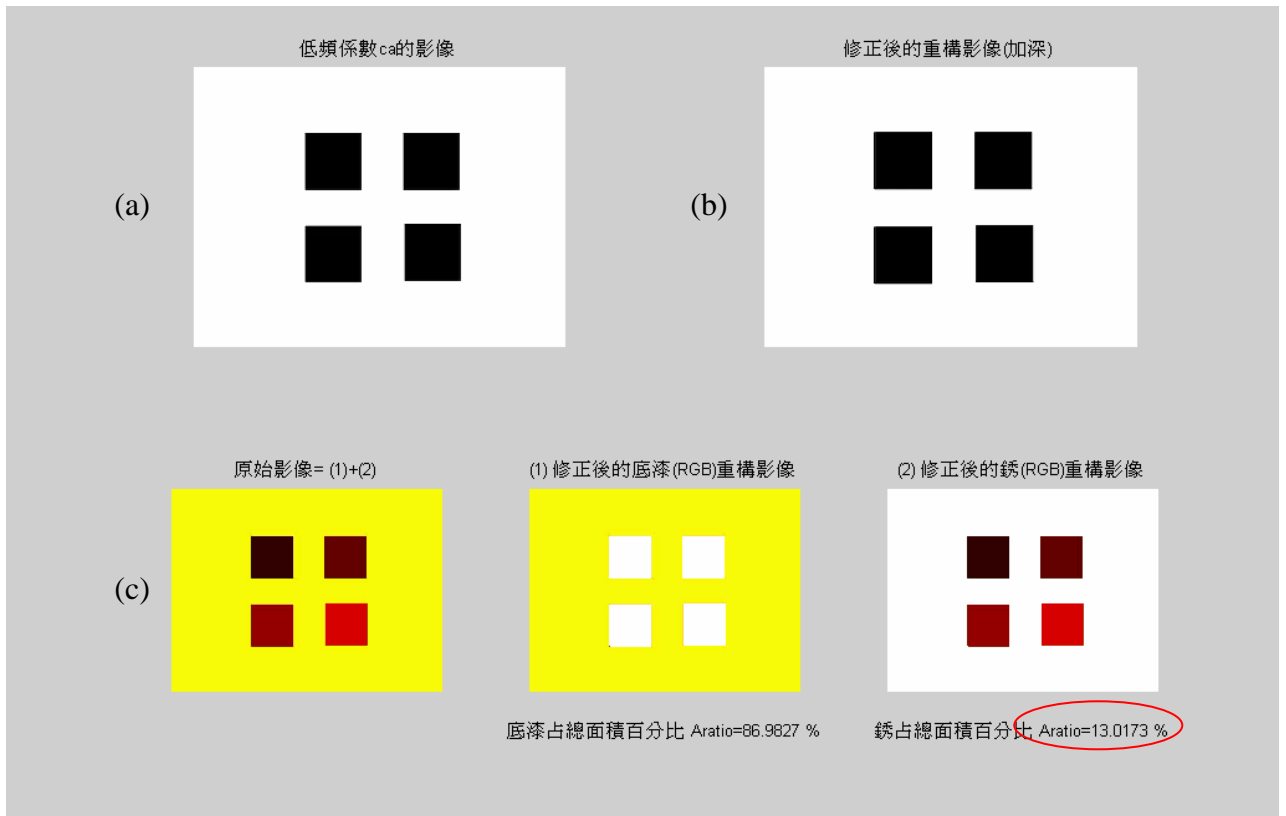 低頻係數ca的影像
修正後的重構影像(加深)
(a)
(b)
原始影像= (1)+(2)
(1) 修正後的底漆(RGB)重構影像
(2) 修正後的銹(RGB)重構影像
(c)
底漆占總面積百分比 Aratio=86.9827 %
銹占總面積百分比 Aratio=13.0173 %